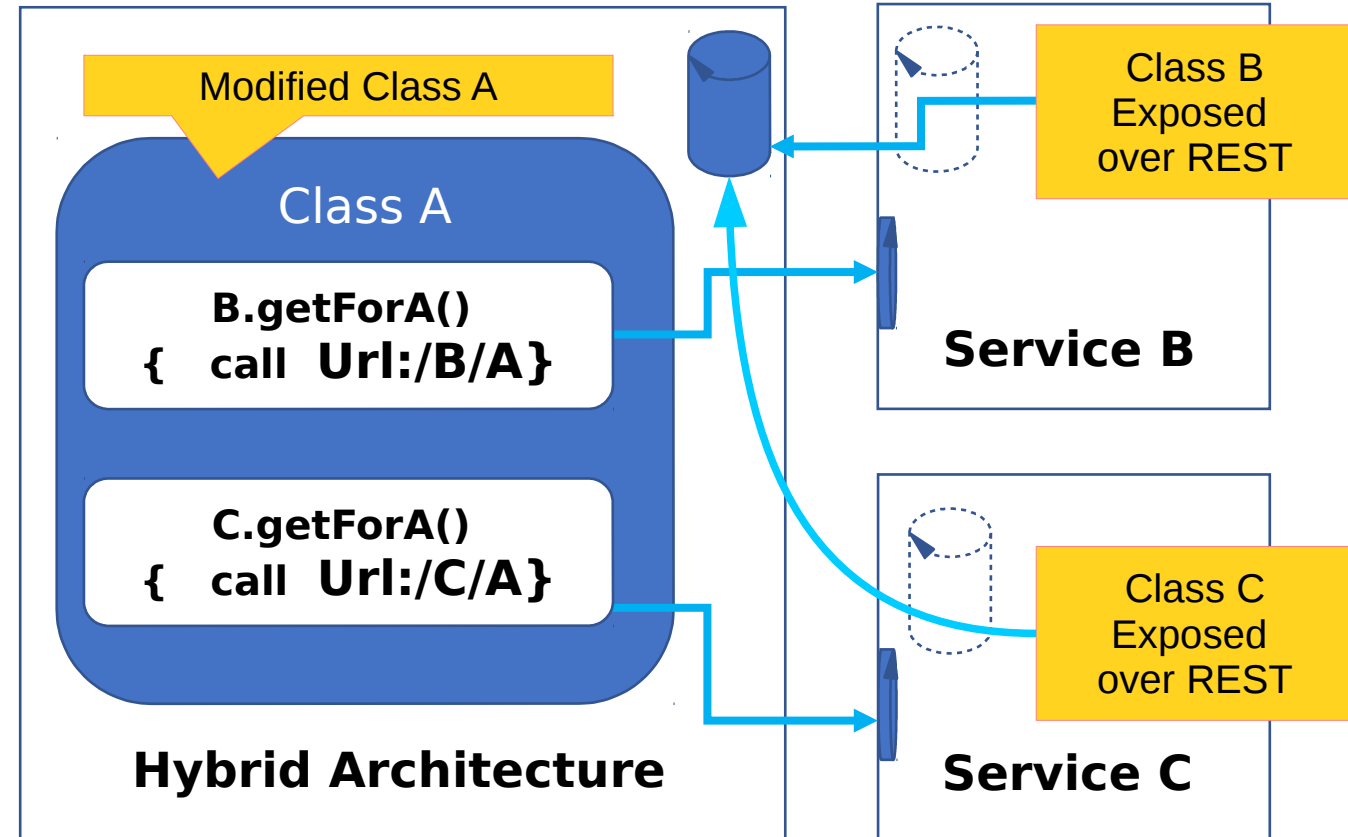 Modified Class A
Class A
B.getForA()
{ call Url:/B/A}
C.getForA()
{ call Url:/C/A}
Hybrid Architecture
Class B
Exposed
over REST
Service B
Class C
Exposed
over REST
Service C